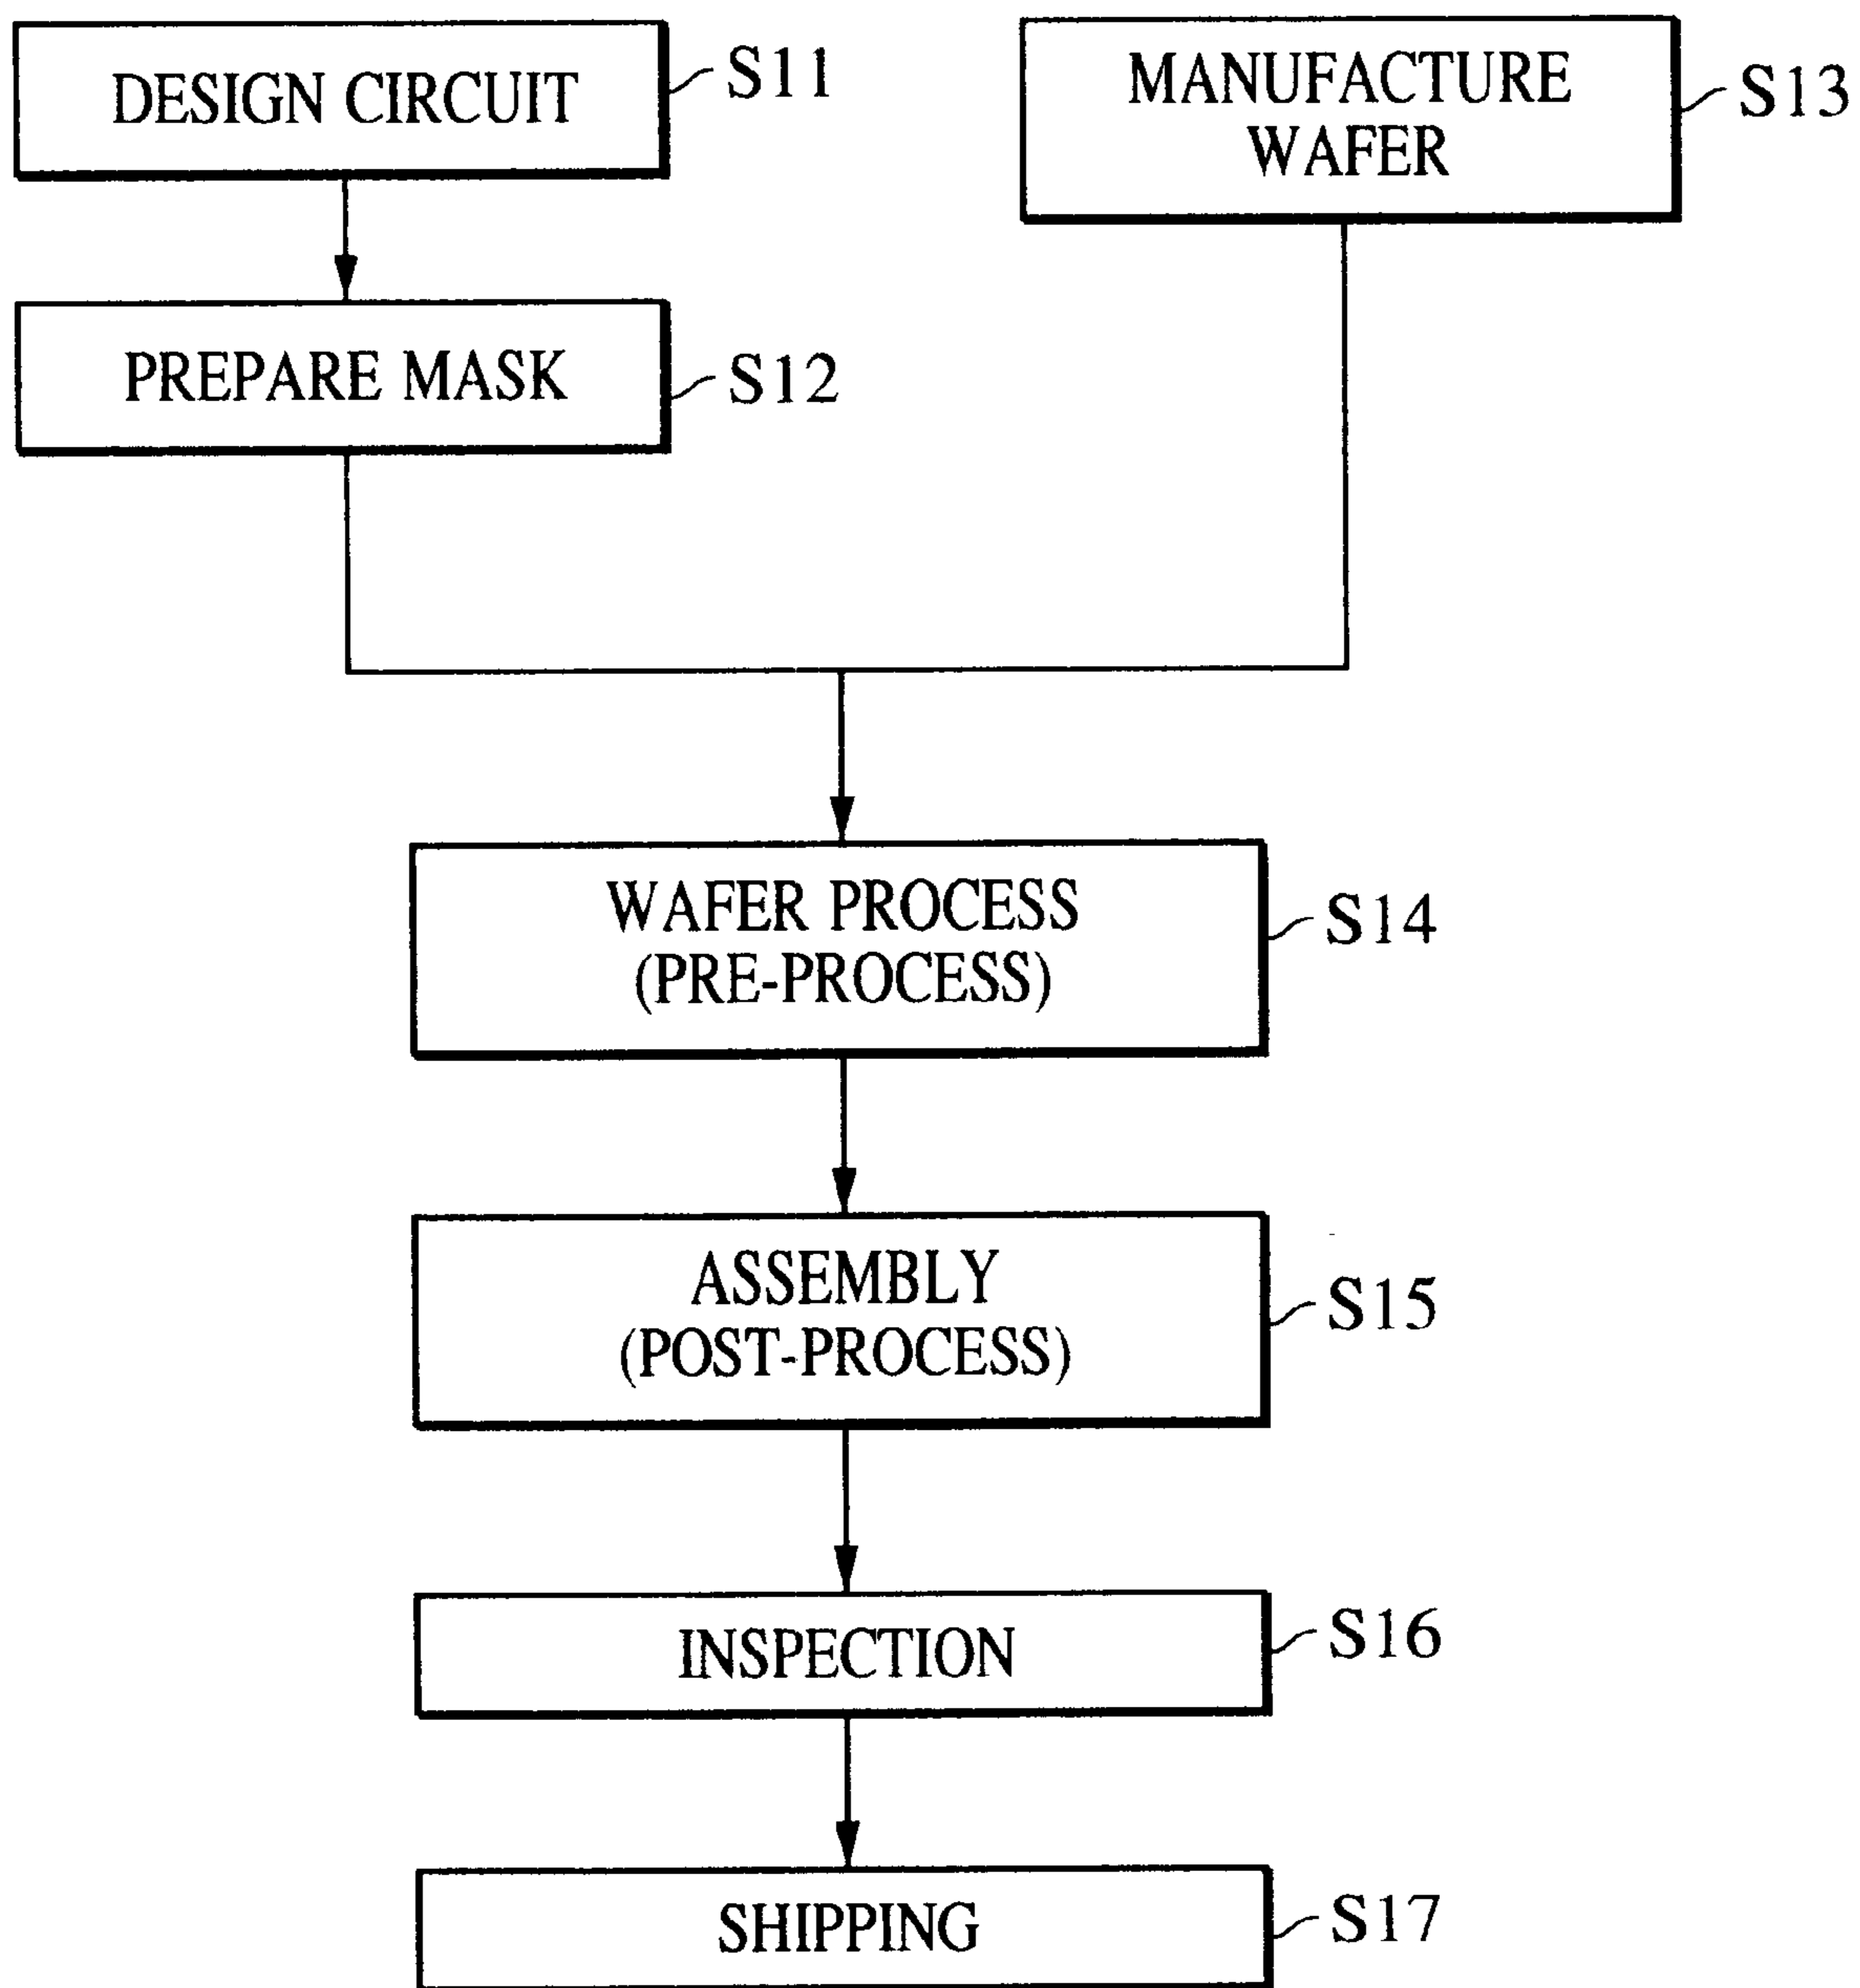 DESIGN CIRCUIT
S11
MANUFACTURE
WAFER
S13
PREPARE MASK
S12
WAFER PROCESS
(PRE-PROCESS)
S14
ASSEMBLY
(POST-PROCESS)
S15
INSPECTION
S16
SHIPPING
S17